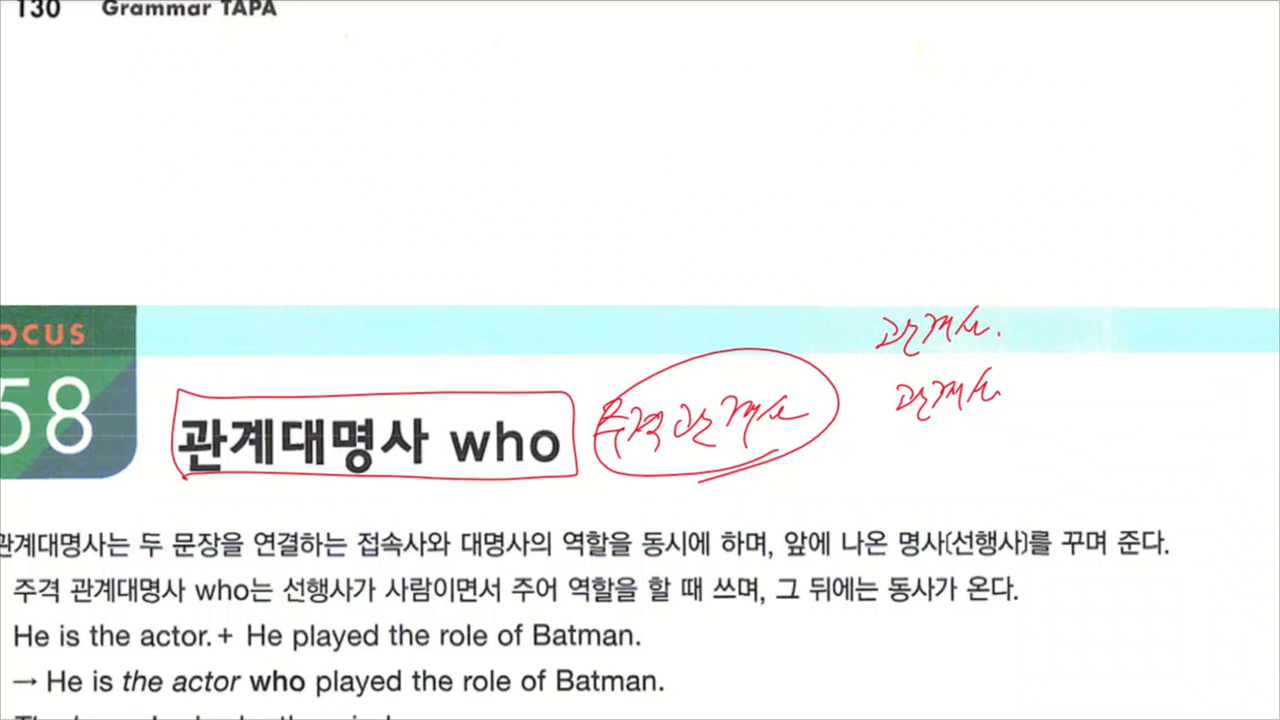 130 Grammar TAPA
OCUS
58
관계대명사 who
주격 관계사
관계사.
관계사
관계대명사는 두 문장을 연결하는 접속사와 대명사의 역할을 동시에 하며, 앞에 나온 명사(선행사)를 꾸며 준다.
주격 관계대명사 who는 선행사가 사람이면서 주어 역할을 할 때 쓰며, 그 뒤에는 동사가 온다.
He is the actor. + He played the role of Batman.
→ He is the actor who played the role of Batman.